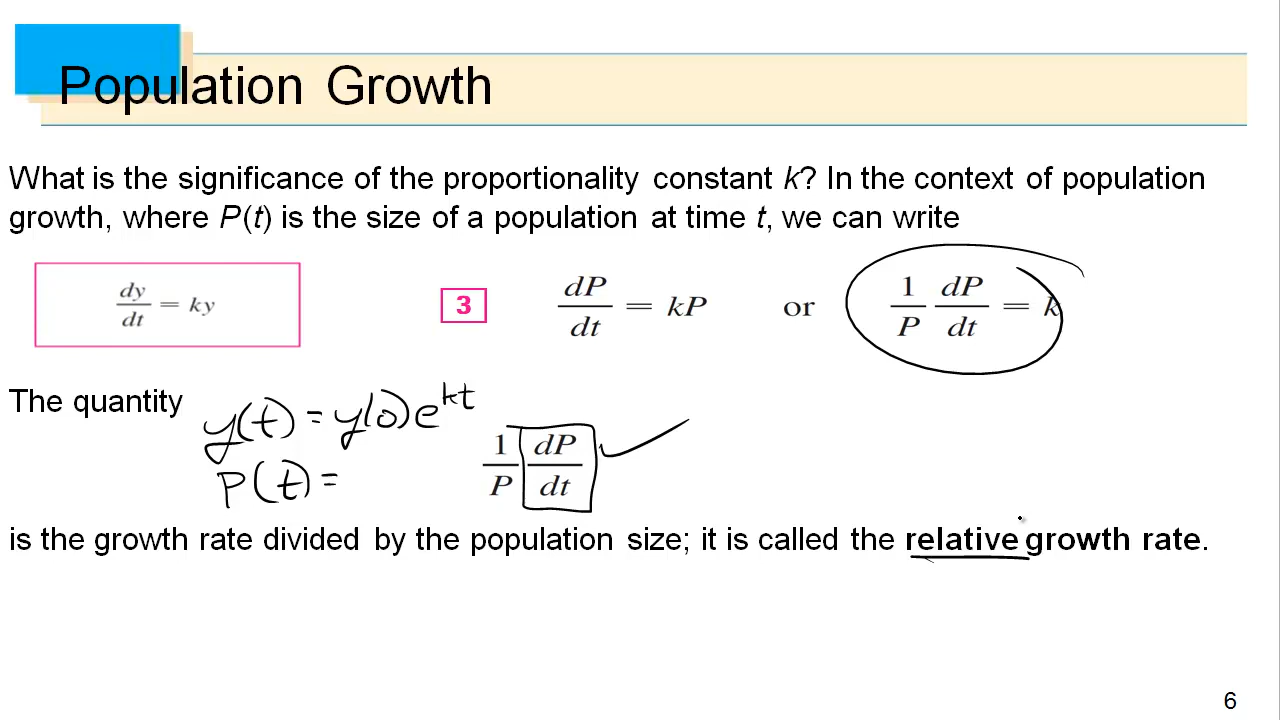 Population Growth
What is the significance of the proportionality constant k? In the context of population
growth, where P(t) is the size of a population at time t, we can write
dy/dt = ky
3 dP/dt = kP or 1/P dP/dt = k
The quantity
y(t) = y(0)e^kt
P(t) =
1/P dP/dt
is the growth rate divided by the population size; it is called the relative growth rate.
6